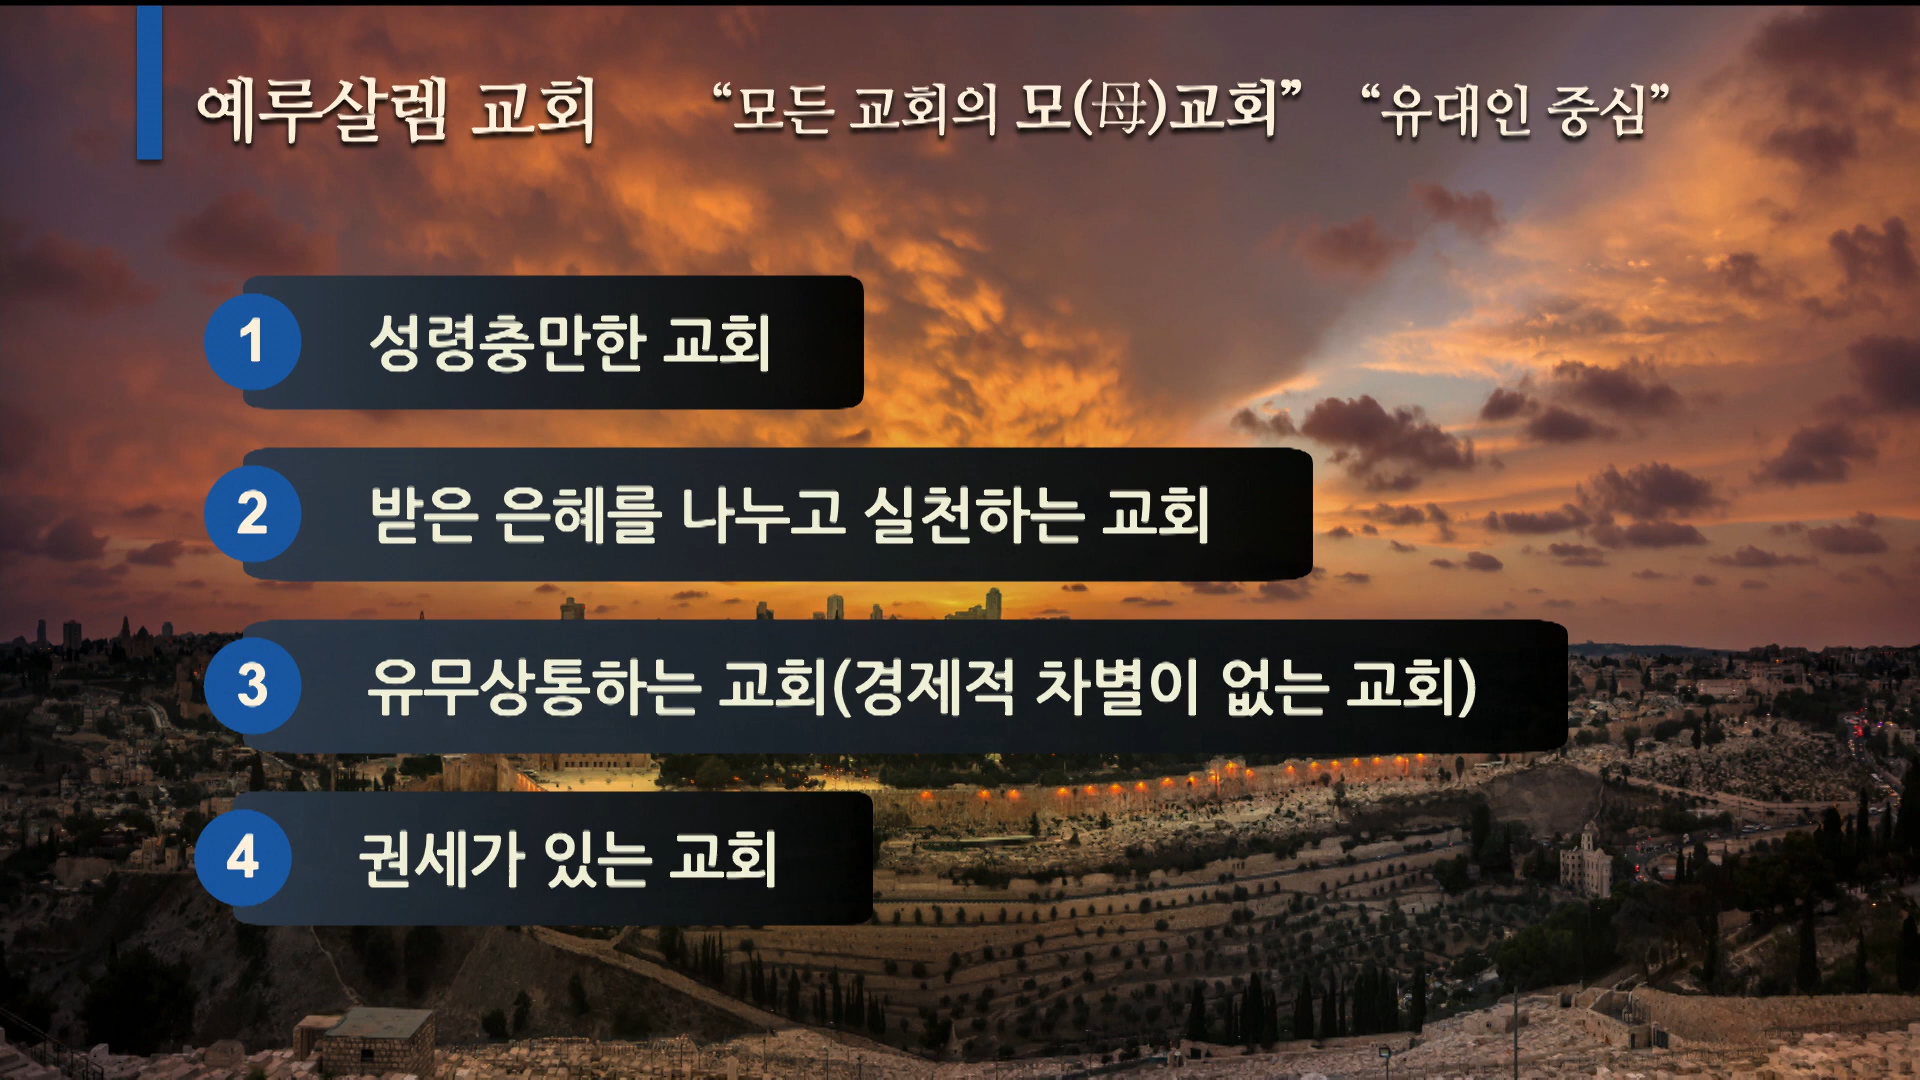 예루살렘 교회 “모든 교회의 모(母)교회” “유대인 중심”
1 성령충만한 교회
2 받은 은혜를 나누고 실천하는 교회
3 유무상통하는 교회(경제적 차별이 없는 교회)
4 권세가 있는 교회